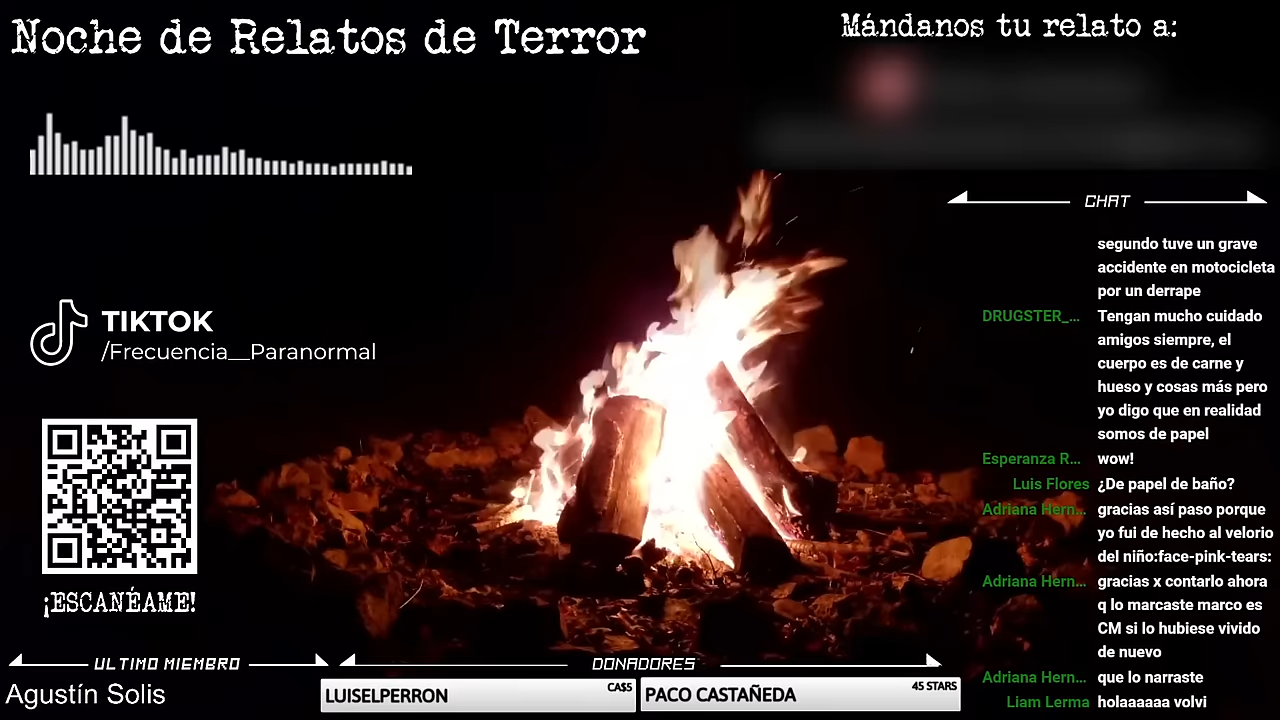 Noche de Relatos de Terror
Mándanos tu relato a:
CHAT
segundo tuve un grave
accidente en motocicleta
por un derrape
DRUGSTER_... Tengan mucho cuidado
amigos siempre, el
cuerpo es de carne y
hueso y cosas más pero
yo digo que en realidad
somos de papel
Esperanza R... wow!
Luis Flores ¿De papel de baño?
Adriana Hern... gracias así paso porque
yo fui de hecho al velorio
del niño:face-pink-tears:
Adriana Hern... gracias x contarlo ahora
q lo marcaste marco es
CM si lo hubiese vivido
de nuevo
Adriana Hern... que lo narraste
Liam Lerma holaaaaaa volvi
TIKTOK
/Frecuencia__Paranormal
¡ESCANÉAME!
ULTIMO MIEMBRO
Agustín Solis
DONADORES
LUISELPERRON CA$5
PACO CASTAÑEDA 45 STARS